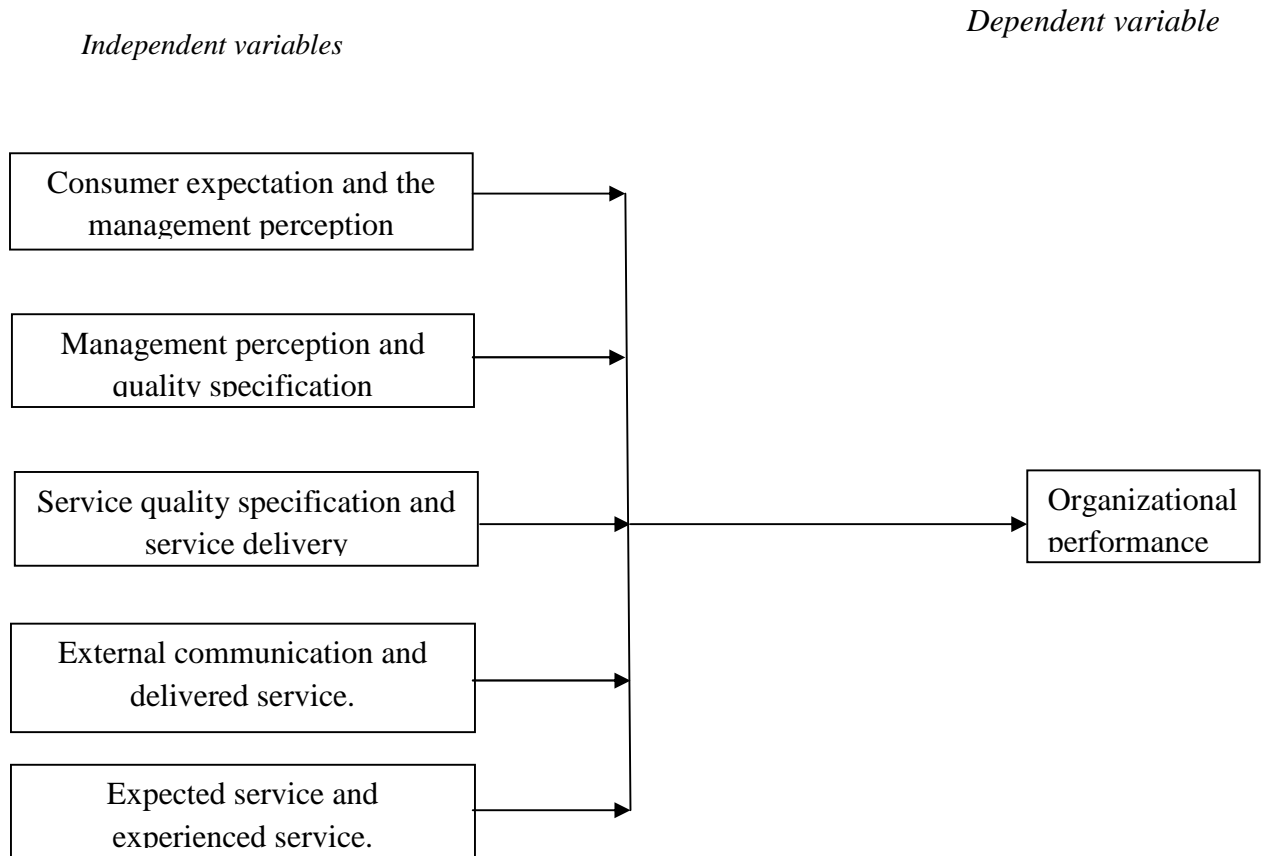 Dependent variable
Independent variables
Consumer expectation and the
management perception
Management perception and
quality specification
Service quality specification and
service delivery
Organizational
performance
External communication and
delivered service.
Expected service and
experienced service.